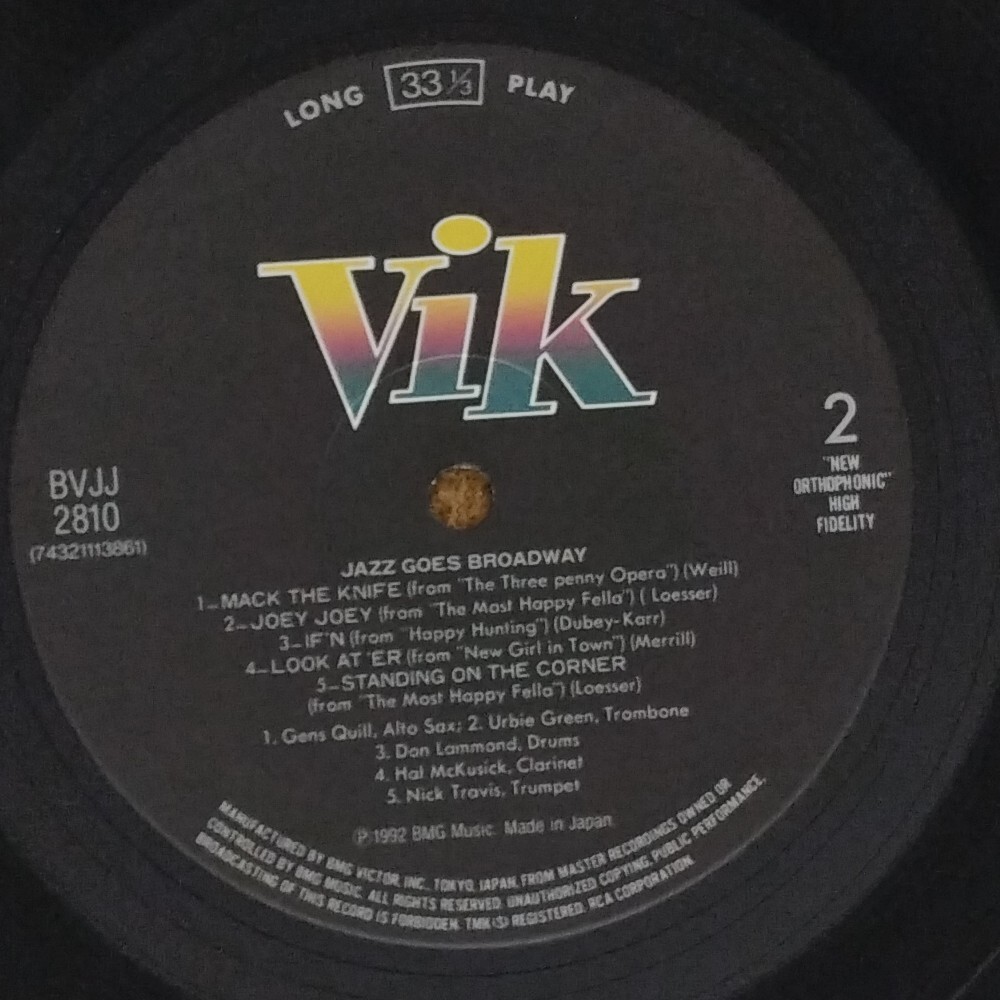 LONG 33 1/3 PLAY
Vik
2
"NEW
ORTHOPHONIC"
HIGH
FIDELITY
BVJJ
2810
(74321113861)
JAZZ GOES BROADWAY
1–MACK THE KNIFE (from "The Three penny Opera") (Weill)
2–JOEY JOEY (from "The Most Happy Fella") ( Loesser)
3–IF'N (from "Happy Hunting") (Dubey-Karr)
4–LOOK AT 'ER (from "New Girl in Town") (Merrill)
5–STANDING ON THE CORNER
(from "The Most Happy Fella") (Loesser)
1. Gens Quill, Alto Sax; 2. Urbie Green, Trombone
3. Don Lammond, Drums
4. Hal McKusick, Clarinet
5. Nick Travis, Trumpet
℗ 1992 BMG Music. Made in Japan
MANUFACTURED BY BMG VICTOR, INC., TOKYO, JAPAN, FROM MASTER RECORDINGS OWNED OR
CONTROLLED BY BMG MUSIC. ALL RIGHTS RESERVED. UNAUTHORIZED COPYING, PUBLIC PERFORMANCE,
BROADCASTING OF THIS RECORD IS FORBIDDEN. TMK(S) REGISTERED. RCA CORPORATION.